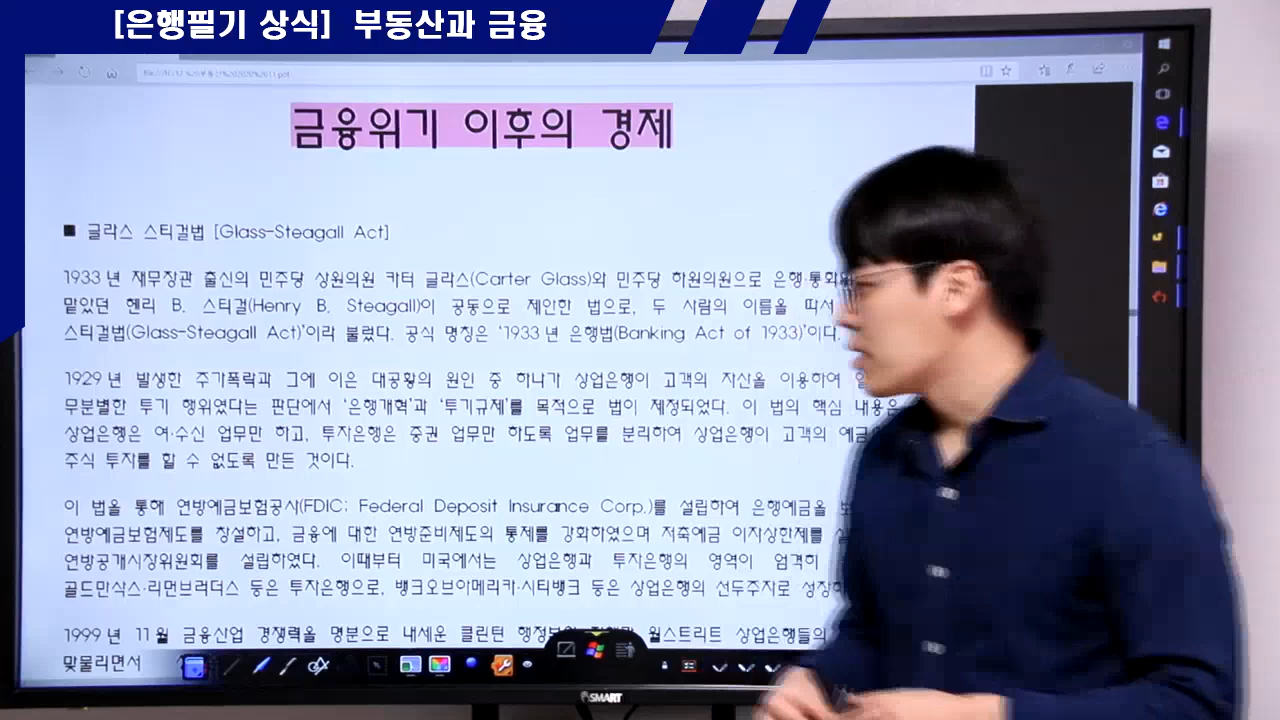 [은행필기 상식] 부동산과 금융
금융위기 이후의 경제
■ 글라스 스티걸법 [Glass-Steagall Act]
1933년 재무장관 출신의 민주당 상원의원 카터 글라스(Carter Glass)와 민주당 하원의원으로 은행·통화
맡았던 헨리 B. 스티걸(Henry B. Steagall)이 공동으로 제안한 법으로, 두 사람의 이름을 따서
스티걸법(Glass-Steagall Act)'이라 불렀다. 공식 명칭은 '1933년 은행법(Banking Act of 1933)'이다.
1929년 발생한 주가폭락과 그에 이은 대공황의 원인 중 하나가 상업은행이 고객의 자산을 이용하여
무분별한 투기 행위였다는 판단에서 '은행개혁'과 '투기규제'를 목적으로 법이 제정되었다. 이 법의 핵심 내용은
상업은행은 여·수신 업무만 하고, 투자은행은 증권 업무만 하도록 업무를 분리하여 상업은행이 고객의 예금
주식 투자를 할 수 없도록 만든 것이다.
이 법을 통해 연방예금보험공사(FDIC; Federal Deposit Insurance Corp.)를 설립하여 은행예금을
연방예금보험제도를 창설하고, 금융에 대한 연방준비제도의 통제를 강화하였으며 저축예금 이자상한제를
연방공개시장위원회를 설립하였다. 이때부터 미국에서는 상업은행과 투자은행의 영역이 엄격히
골드만삭스·리먼브러더스 등은 투자은행으로, 뱅크오브아메리카·시티뱅크 등은 상업은행의 선두주자로 성장
1999년 11월 금융산업 경쟁력을 명분으로 내세운 클린턴 월스트리트 상업은행들의
맞물리면서
SMART